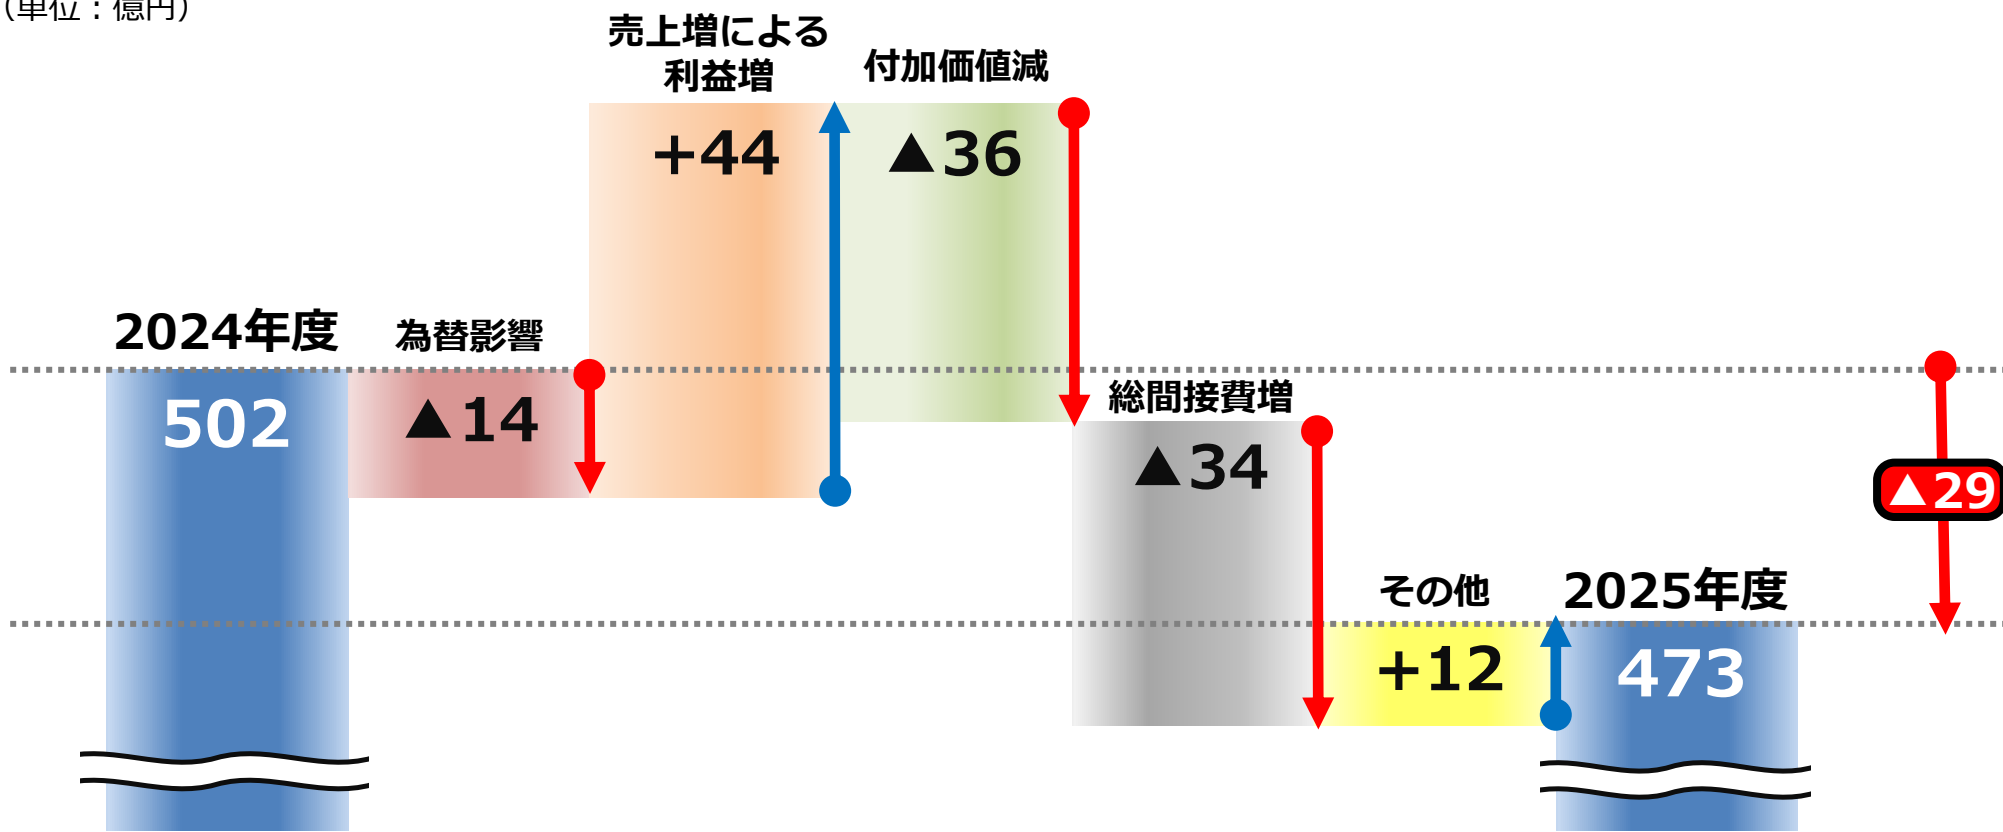 （単位：億円）
売上増による
利益増
付加価値減
+44
▲36
2024年度
為替影響
502
▲14
総間接費増
▲34
▲29
その他
2025年度
+12
473